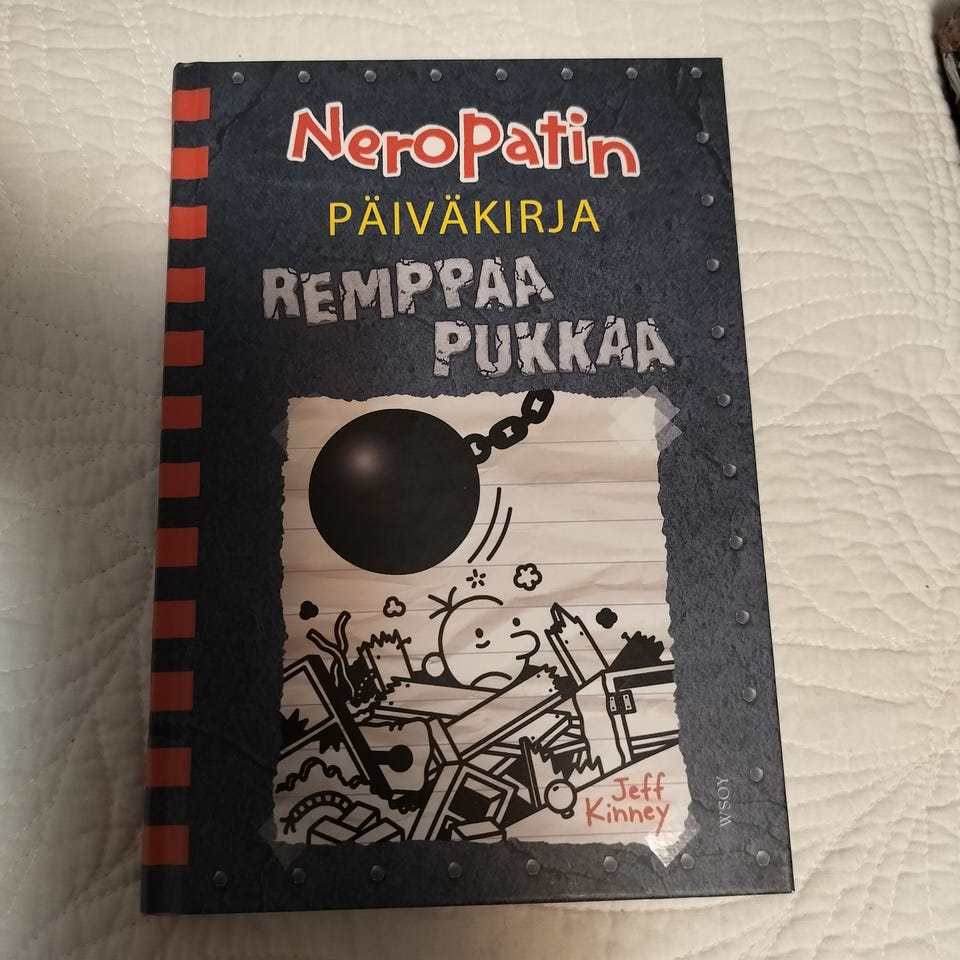 Neropatin
PÄIVÄKIRJA
REMPPAA
PUKKAA
Jeff
Kinney
WSOY